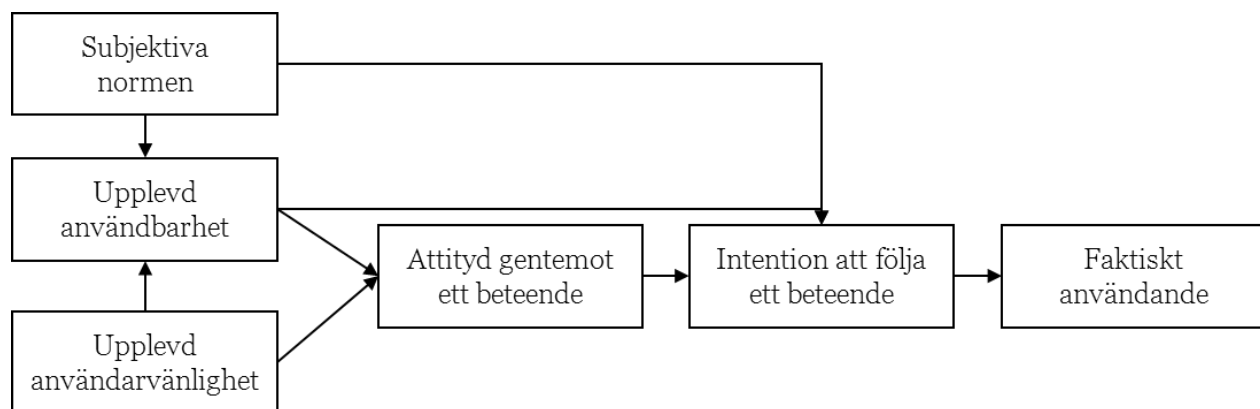 Subjektiva
normen
Upplevd
användbarhet
Upplevd
användarvänlighet
Attityd gentemot
ett beteende
Intention att följa
ett beteende
Faktiskt
användande